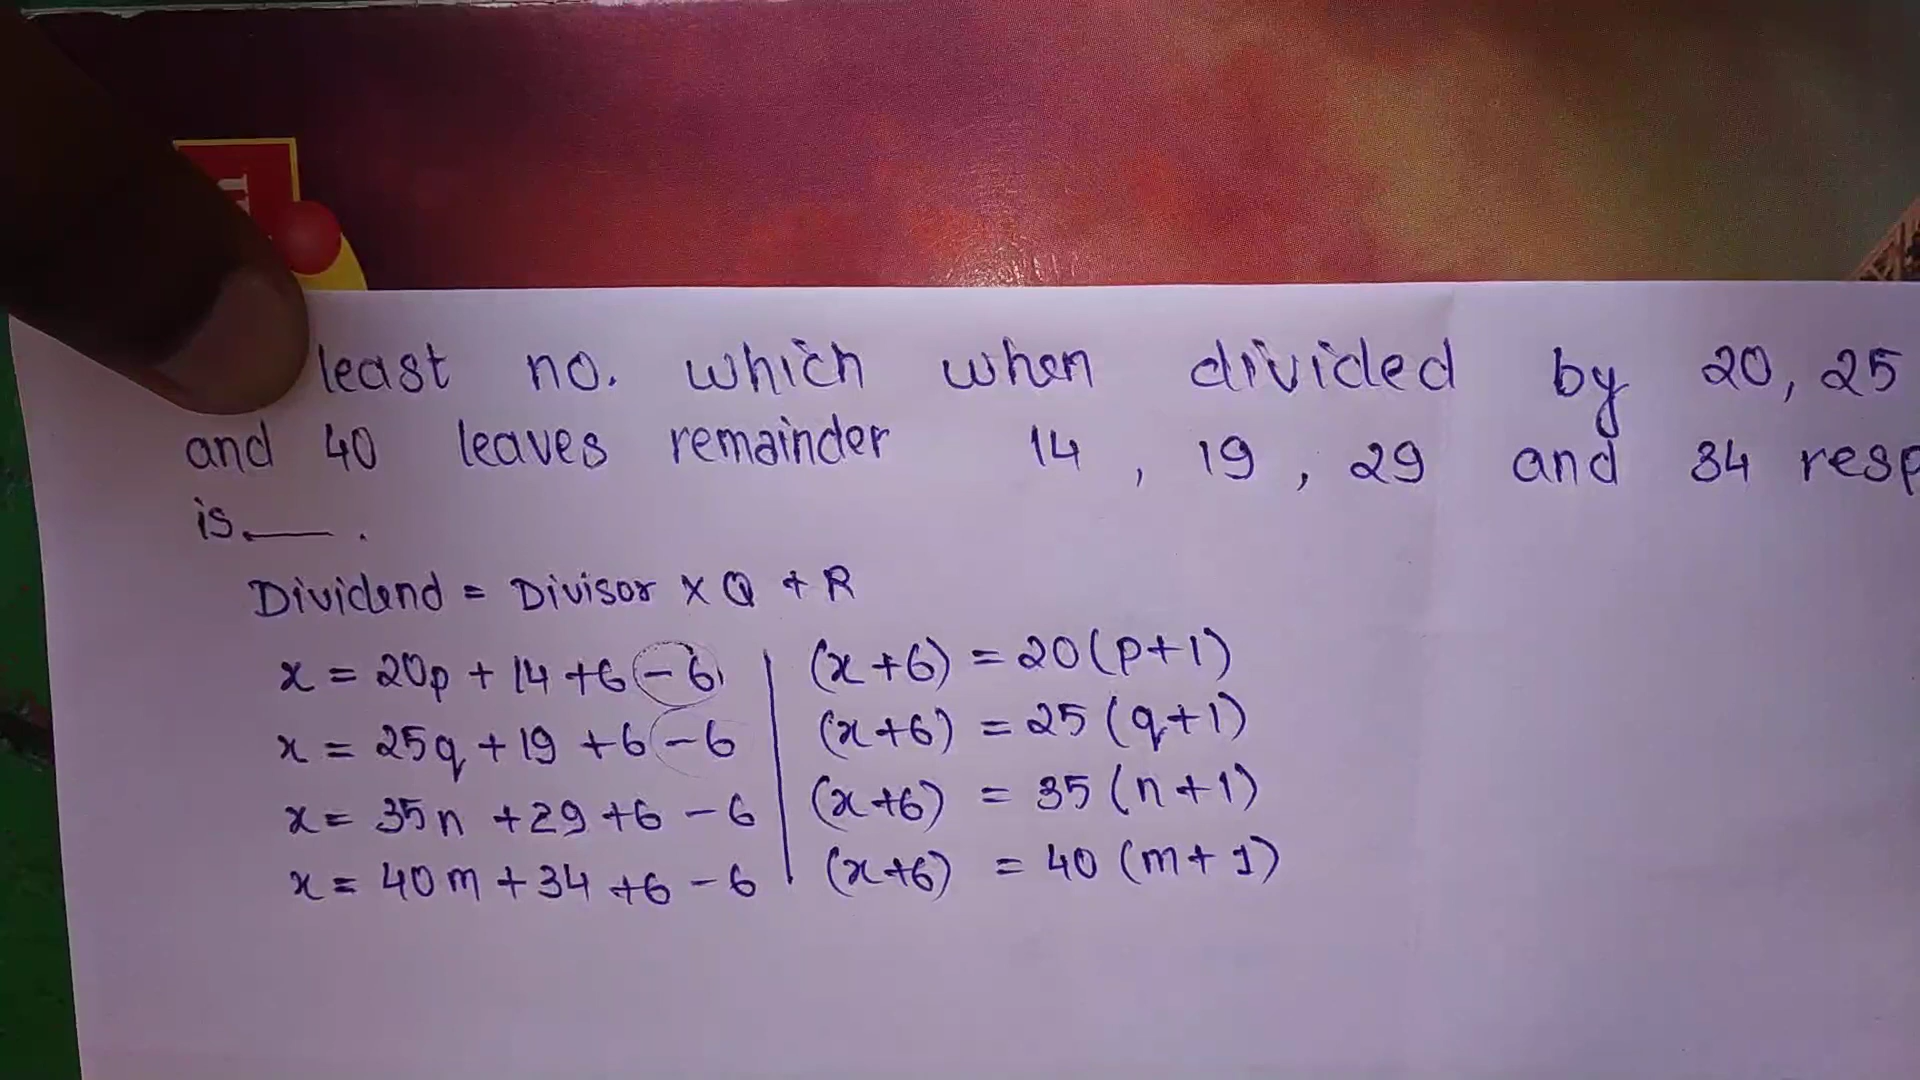 least no. which when divided by 20, 25
and 40 leaves remainder 14, 19, 29 and 34 resp
is ___.
Dividend = Divisor x Q + R
x = 20p + 14 +6 -6
x = 25q +19 +6 -6
x = 35n +29 +6 -6
x = 40m +34 +6 -6
(x+6) = 20(p+1)
(x+6) = 25(q+1)
(x+6) = 35(n+1)
(x+6) = 40(m+1)